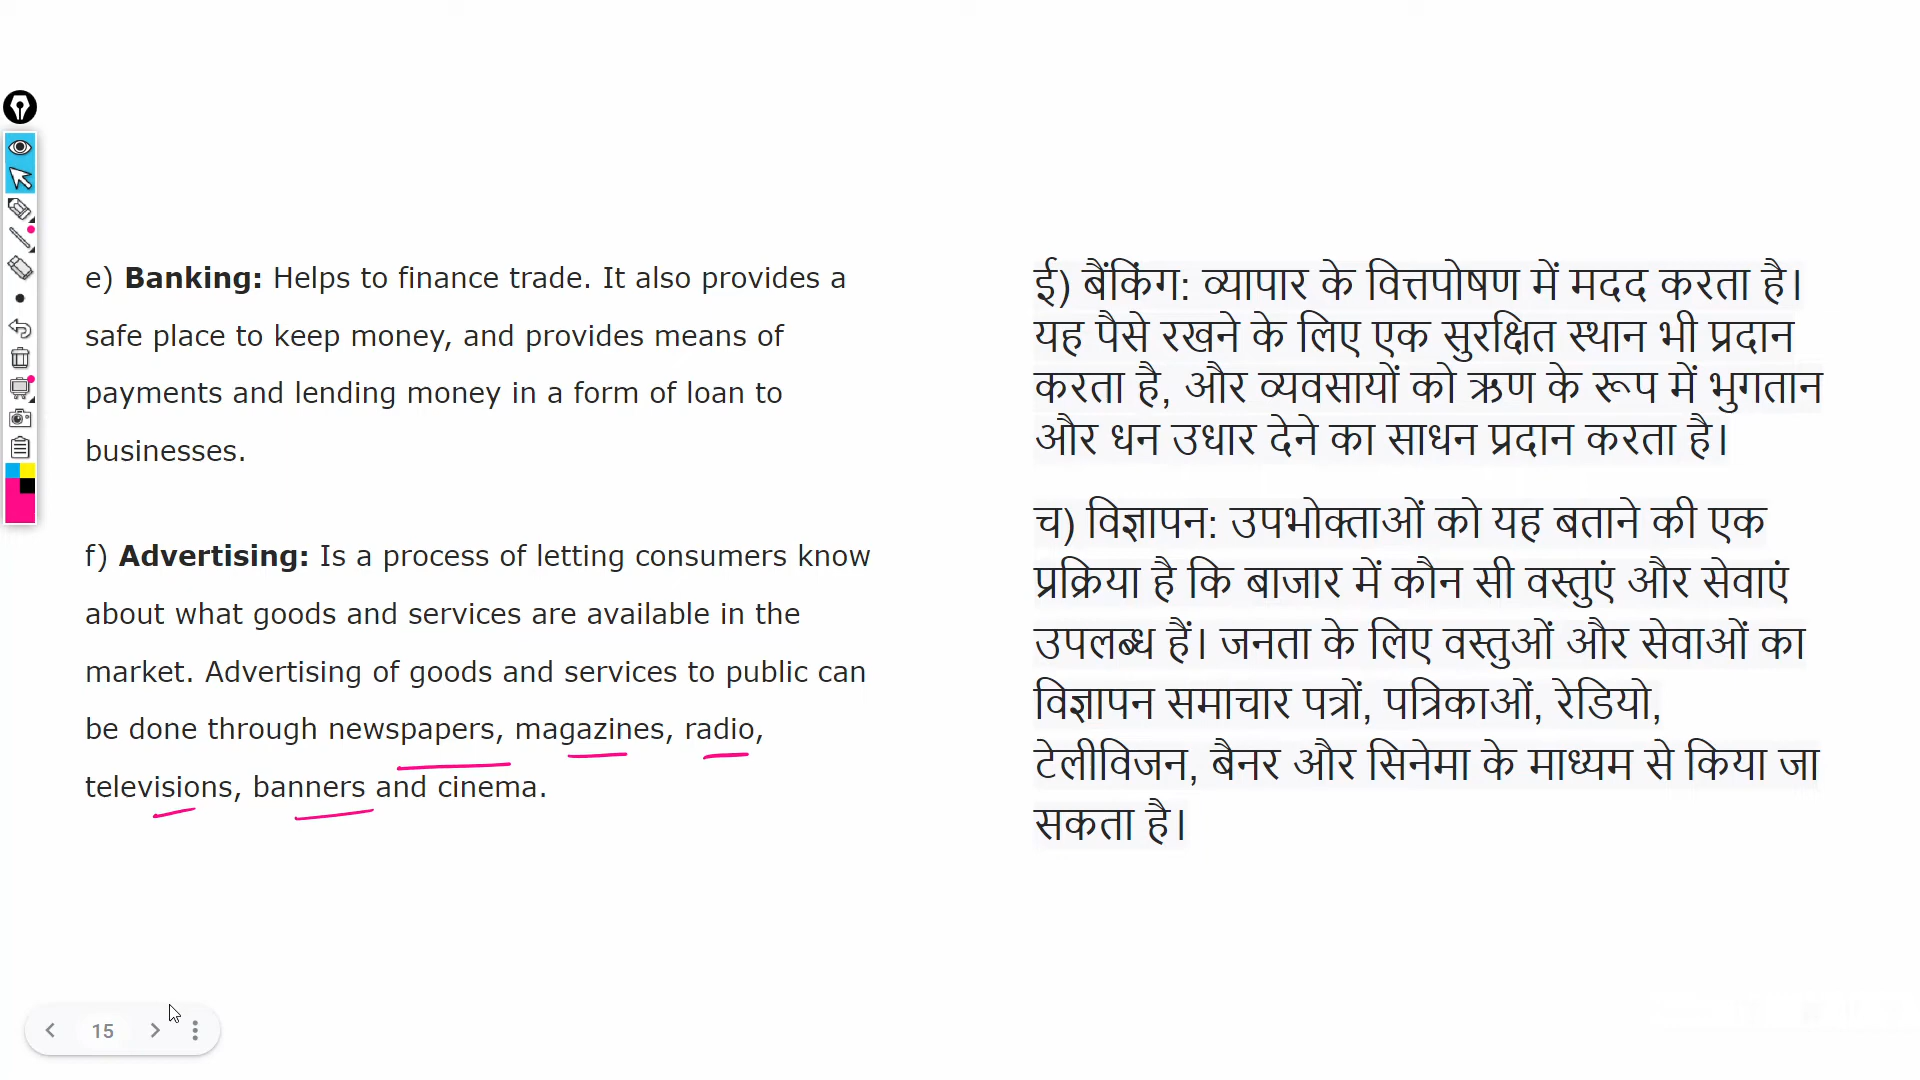 e) Banking: Helps to finance trade. It also provides a
safe place to keep money, and provides means of
payments and lending money in a form of loan to
businesses.
f) Advertising: Is a process of letting consumers know
about what goods and services are available in the
market. Advertising of goods and services to public can
be done through newspapers, magazines, radio,
televisions, banners and cinema.
ई) बैंकिंग: व्यापार के वित्तपोषण में मदद करता है।
यह पैसे रखने के लिए एक सुरक्षित स्थान भी प्रदान
करता है, और व्यवसायों को ऋण के रूप में भुगतान
और धन उधार देने का साधन प्रदान करता है।
च) विज्ञापन: उपभोक्ताओं को यह बताने की एक
प्रक्रिया है कि बाजार में कौन सी वस्तुएं और सेवाएं
उपलब्ध हैं। जनता के लिए वस्तुओं और सेवाओं का
विज्ञापन समाचार पत्रों, पत्रिकाओं, रेडियो,
टेलीविजन, बैनर और सिनेमा के माध्यम से किया जा
सकता है।
15